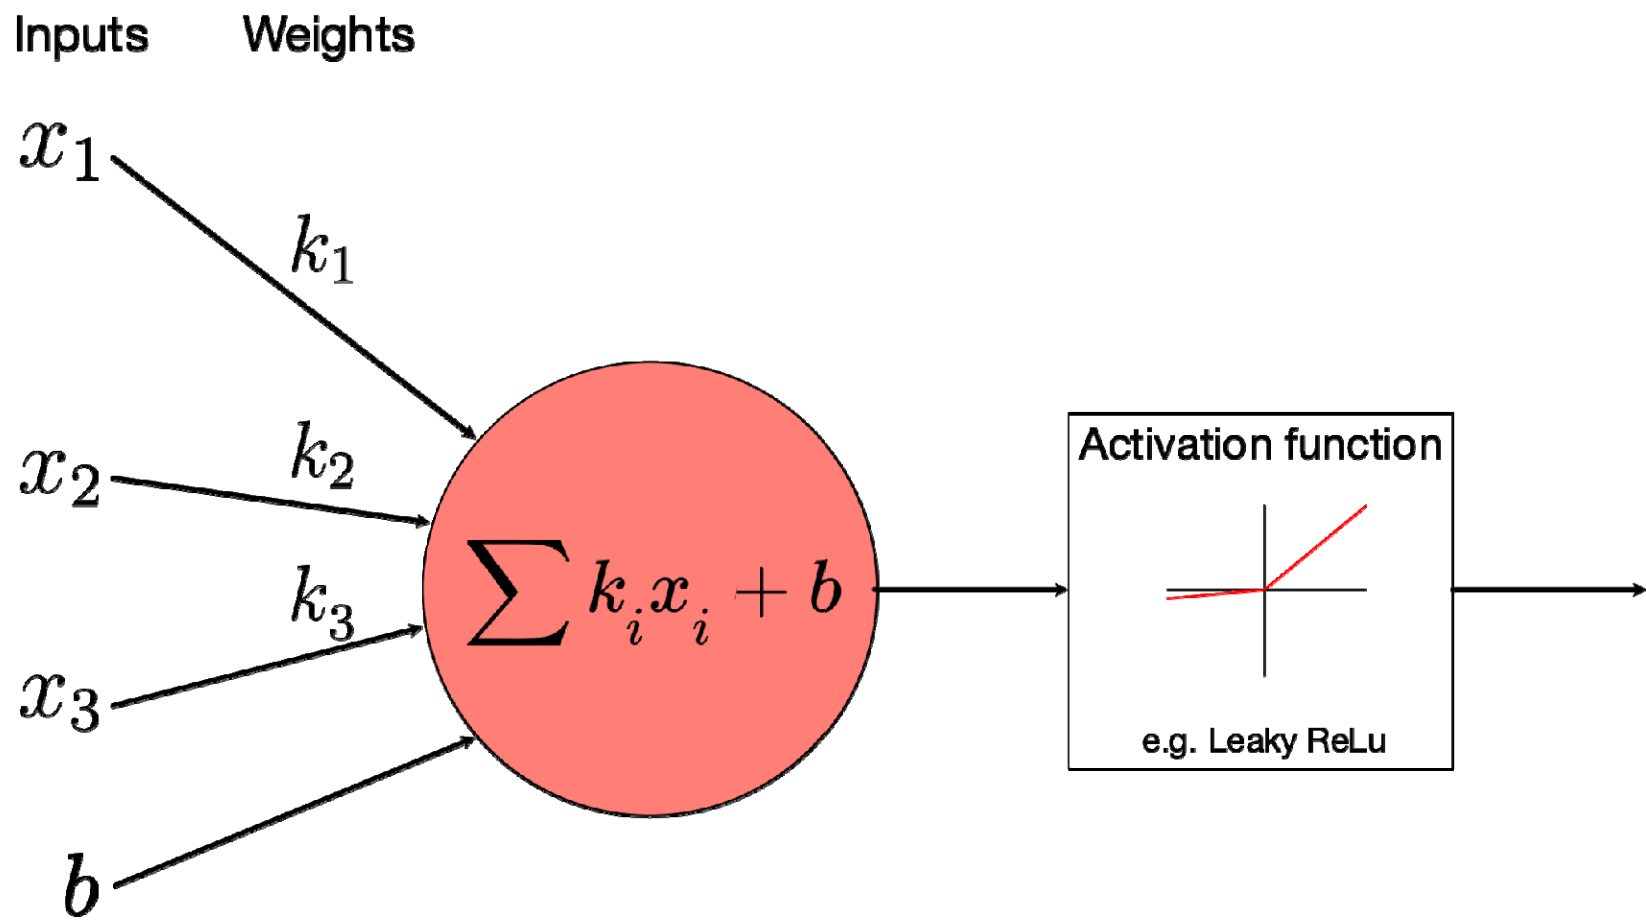 Inputs Weights
x₁
k₁
x₂
k₂
k₃
x₃
b
∑ kᵢxᵢ + b
Activation function
e.g. Leaky ReLu